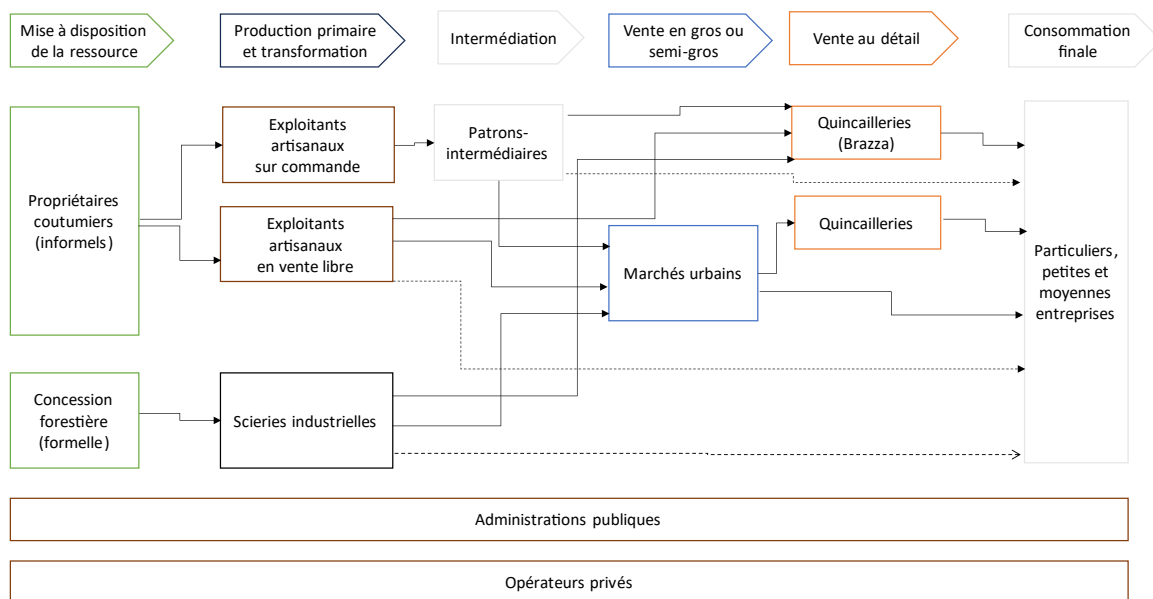 Mise à disposition
de la ressource
Production primaire
et transformation
Intermédiation
Vente en gros ou
semi-gros
Vente au détail
Consommation
finale
Propriétaires
coutumiers
(informels)
Exploitants
artisanaux
sur commande
Patrons-
intermédiaires
Quincailleries
(Brazza)
Exploitants
artisanaux
en vente libre
Marchés urbains
Quincailleries
Particuliers,
petites et
moyennes
entreprises
Concession
forestière
(formelle)
Scieries industrielles
Administrations publiques
Opérateurs privés